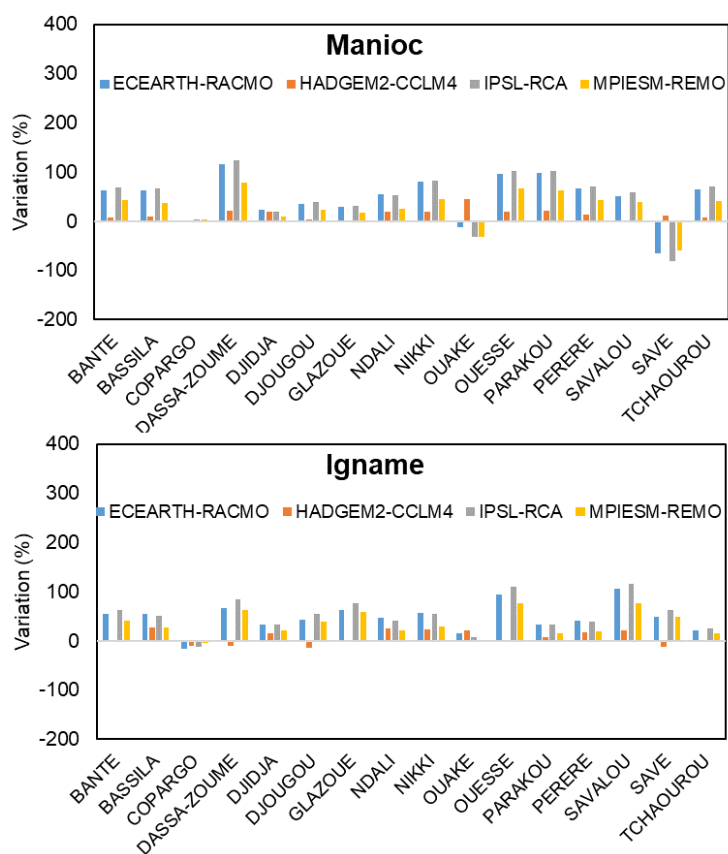 Manioc
ECEARTH-RACMO HADGEM2-CCLM4 IPSL-RCA MPIESM-REMO
Variation (%)
400
300
200
100
0
-100
-200
BANTE
BASSILA
COPARGO
DASSA-ZOUME
DJIDJA
DJOUGOU
GLAZOUE
NDALI
NIKKI
OUAKE
OUESSE
PARAKOU
PERERE
SAVALOU
SAVE
TCHAOUROU
Igname
ECEARTH-RACMO HADGEM2-CCLM4 IPSL-RCA MPIESM-REMO
Variation (%)
400
300
200
100
0
-100
-200
BANTE
BASSILA
COPARGO
DASSA-ZOUME
DJIDJA
DJOUGOU
GLAZOUE
NDALI
NIKKI
OUAKE
OUESSE
PARAKOU
PERERE
SAVALOU
SAVE
TCHAOUROU